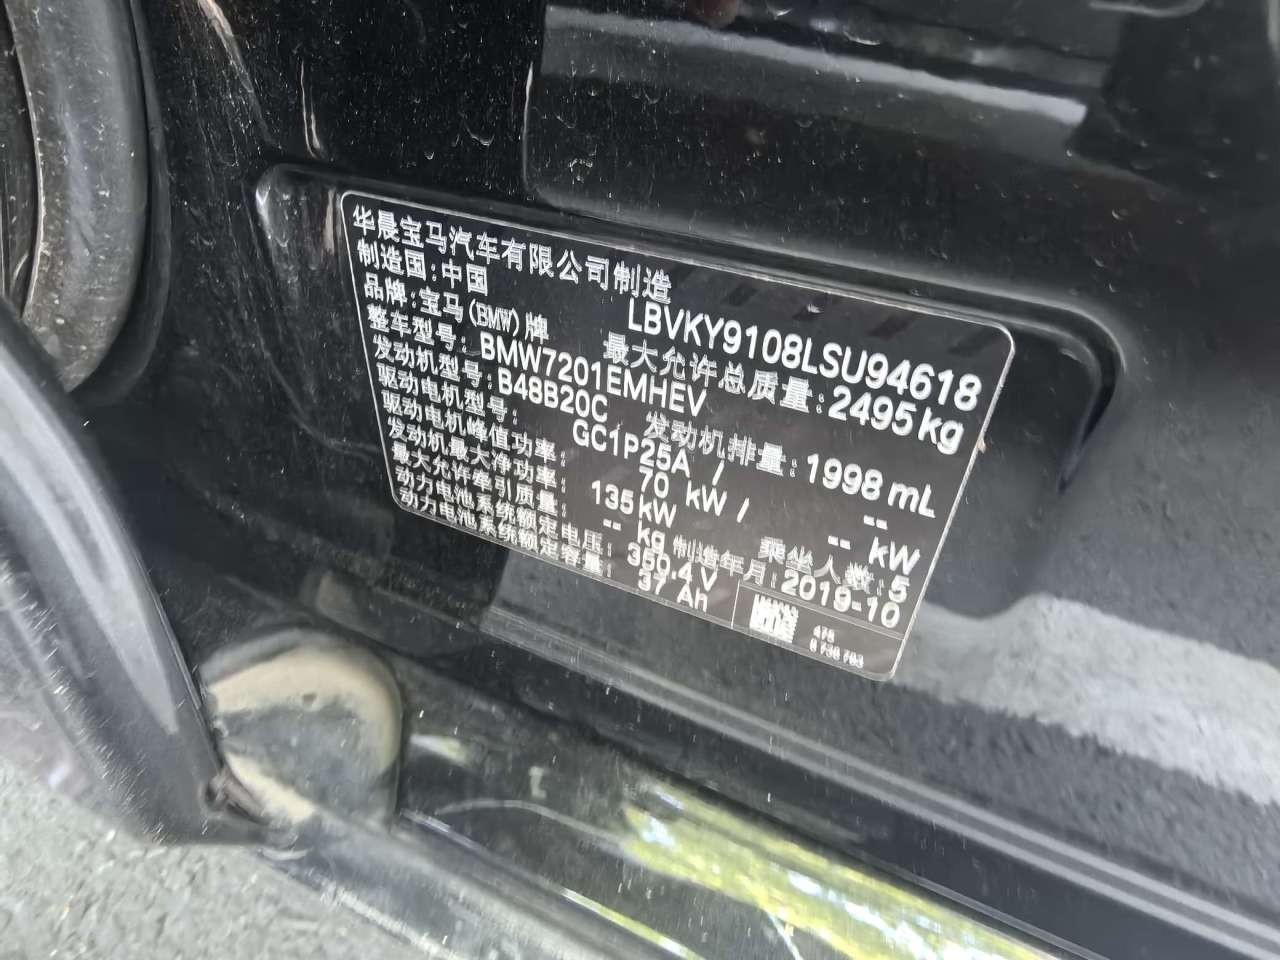 华晨宝马汽车有限公司制造
制造国:中国
LBVKY9108LSU94618
品牌:宝马(BMW)牌 最大允许总质量:2495kg
整车型号:BMW7201EMHEV
发动机型号:B48B20C 发动机排量:1998 mL
驱动电机型号: GC1P25A / --
驱动电机峰值功率: 70 kW / -- kW
发动机最大净功率: 135 kW 乘坐人数:5
最大允许牵引质量: -- kg 制造年月:2019-10
动力电池系统额定电压: 350.4 V
动力电池系统额定容量: 37 Ah